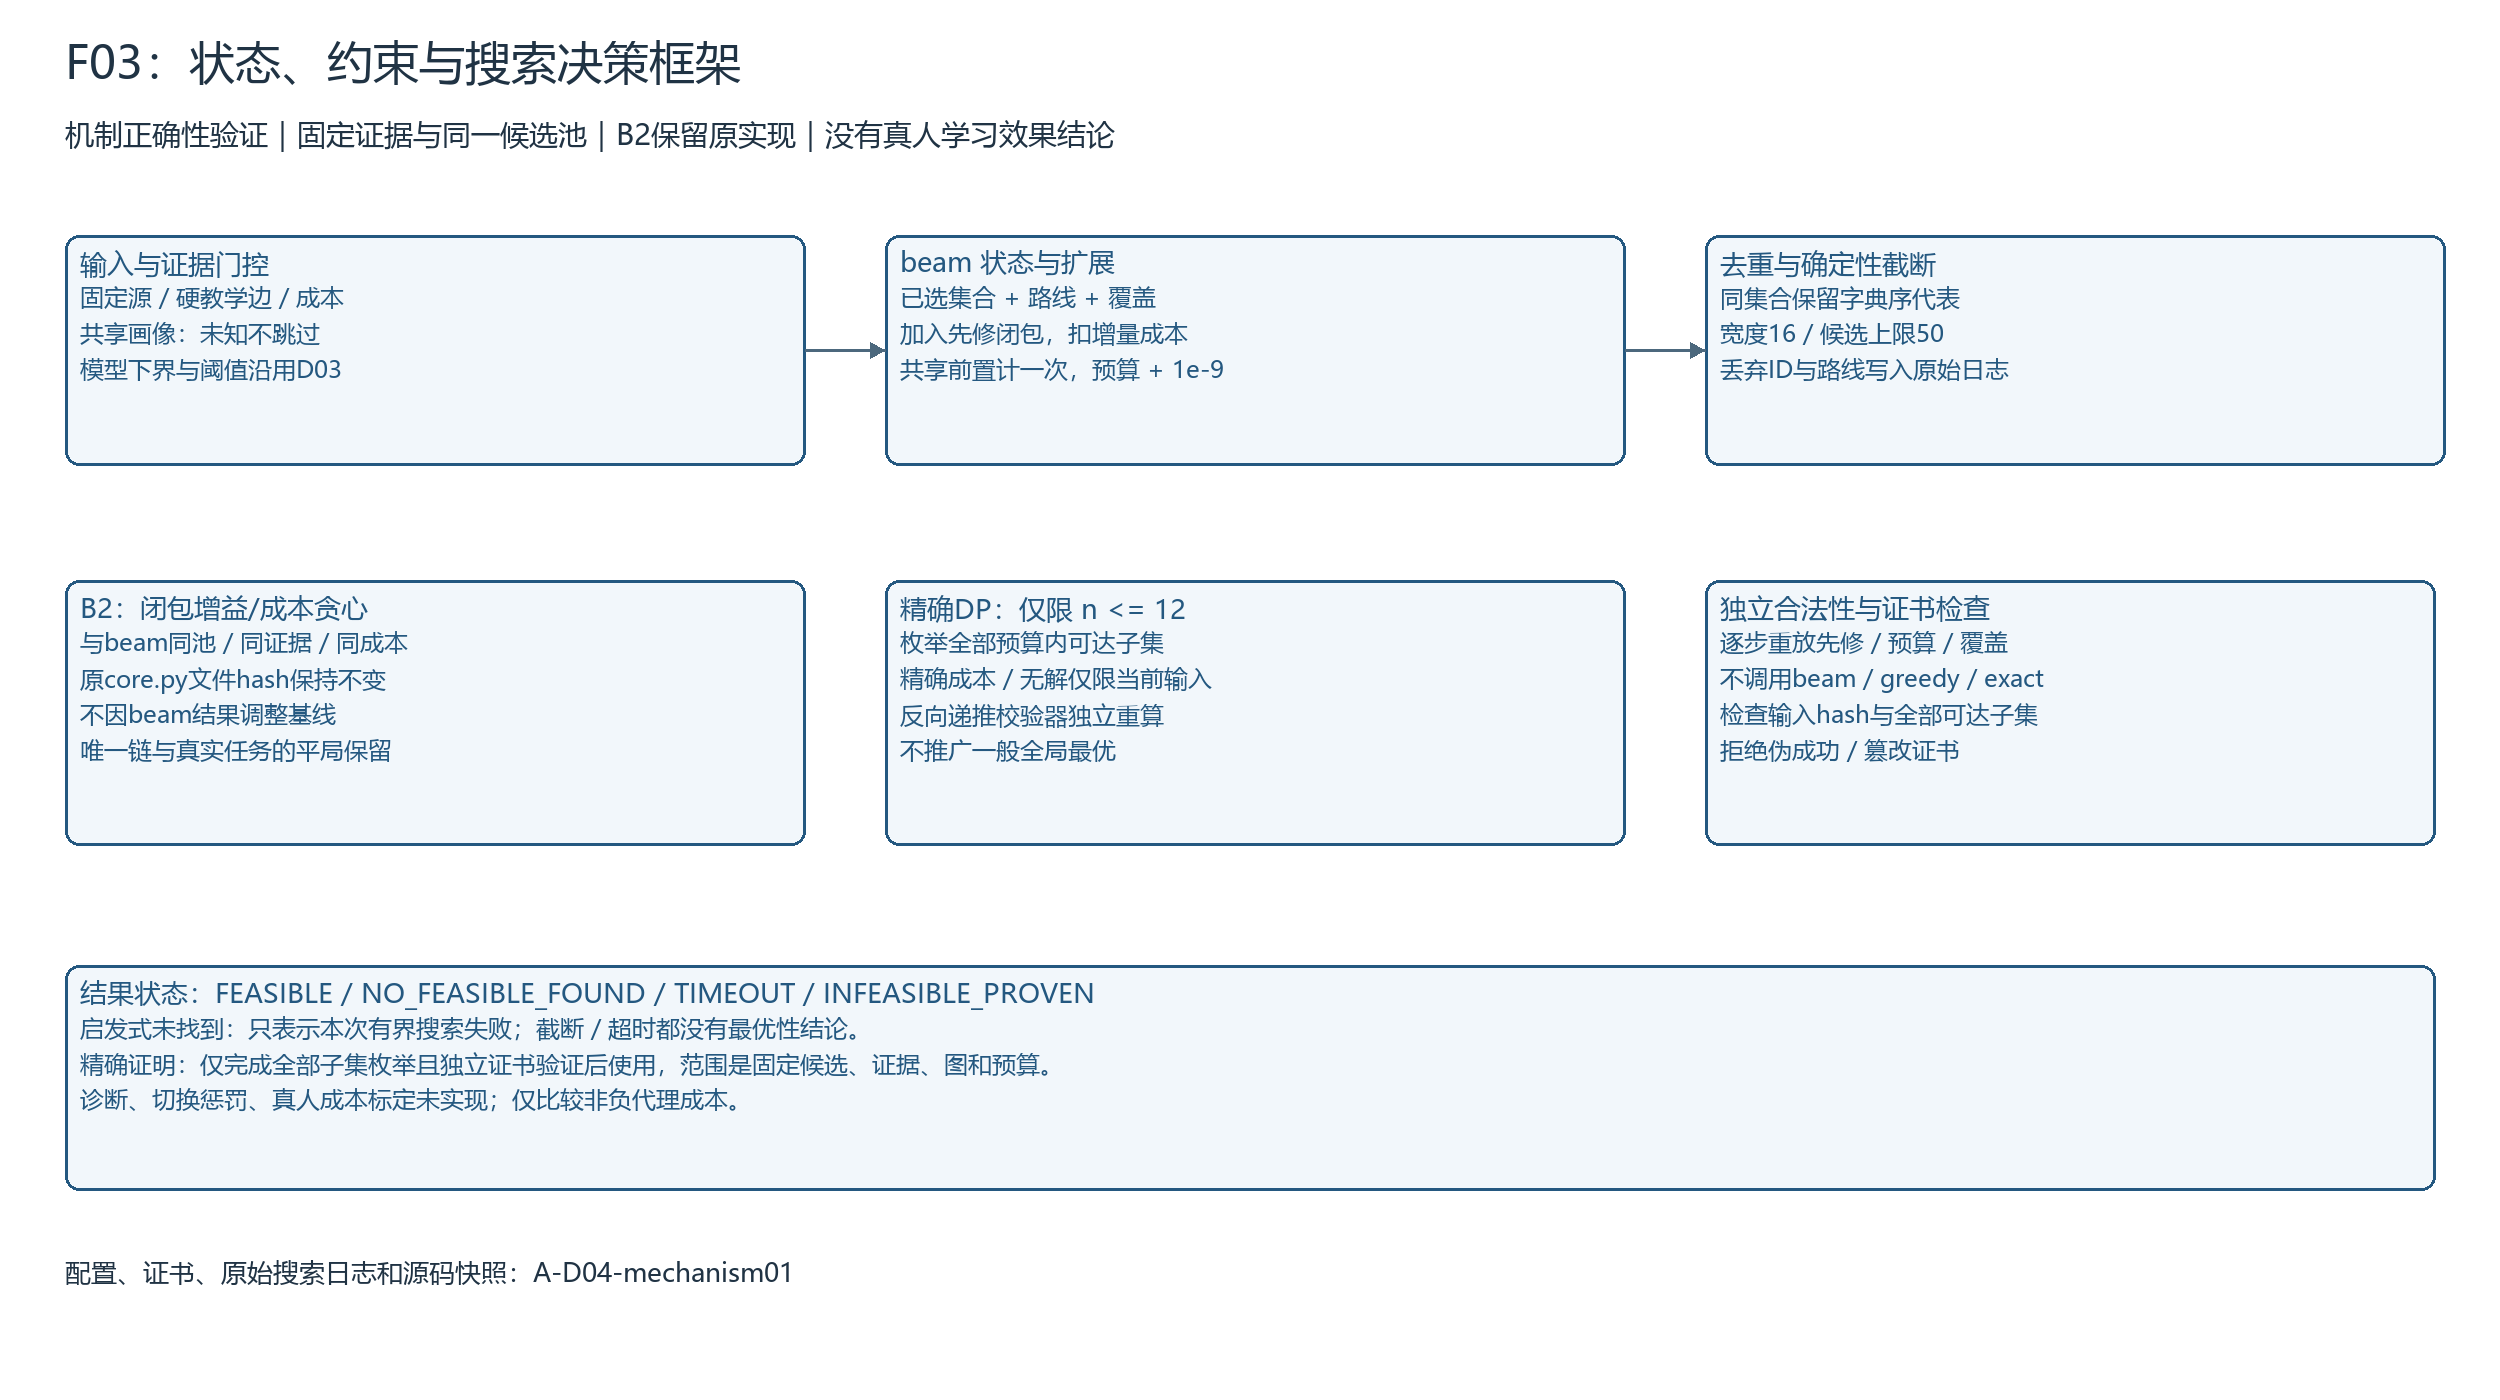 F03：状态、约束与搜索决策框架
机制正确性验证｜固定证据与同一候选池｜B2保留原实现｜没有真人学习效果结论
输入与证据门控
固定源 / 硬教学边 / 成本
共享画像：未知不跳过
模型下界与阈值沿用D03
beam 状态与扩展
已选集合 + 路线 + 覆盖
加入先修闭包，扣增量成本
共享前置计一次，预算 + 1e-9
去重与确定性截断
同集合保留字典序代表
宽度16 / 候选上限50
丢弃ID与路线写入原始日志
B2：闭包增益/成本贪心
与beam同池 / 同证据 / 同成本
原core.py文件hash保持不变
不因beam结果调整基线
唯一链与真实任务的平局保留
精确DP：仅限 n <= 12
枚举全部预算内可达子集
精确成本 / 无解仅限当前输入
反向递推校验器独立重算
不推广一般全局最优
独立合法性与证书检查
逐步重放先修 / 预算 / 覆盖
不调用beam / greedy / exact
检查输入hash与全部可达子集
拒绝伪成功 / 篡改证书
结果状态：FEASIBLE / NO_FEASIBLE_FOUND / TIMEOUT / INFEASIBLE_PROVEN
启发式未找到：只表示本次有界搜索失败；截断 / 超时都没有最优性结论。
精确证明：仅完成全部子集枚举且独立证书验证后使用，范围是固定候选、证据、图和预算。
诊断、切换惩罚、真人成本标定未实现；仅比较非负代理成本。
配置、证书、原始搜索日志和源码快照：A-D04-mechanism01